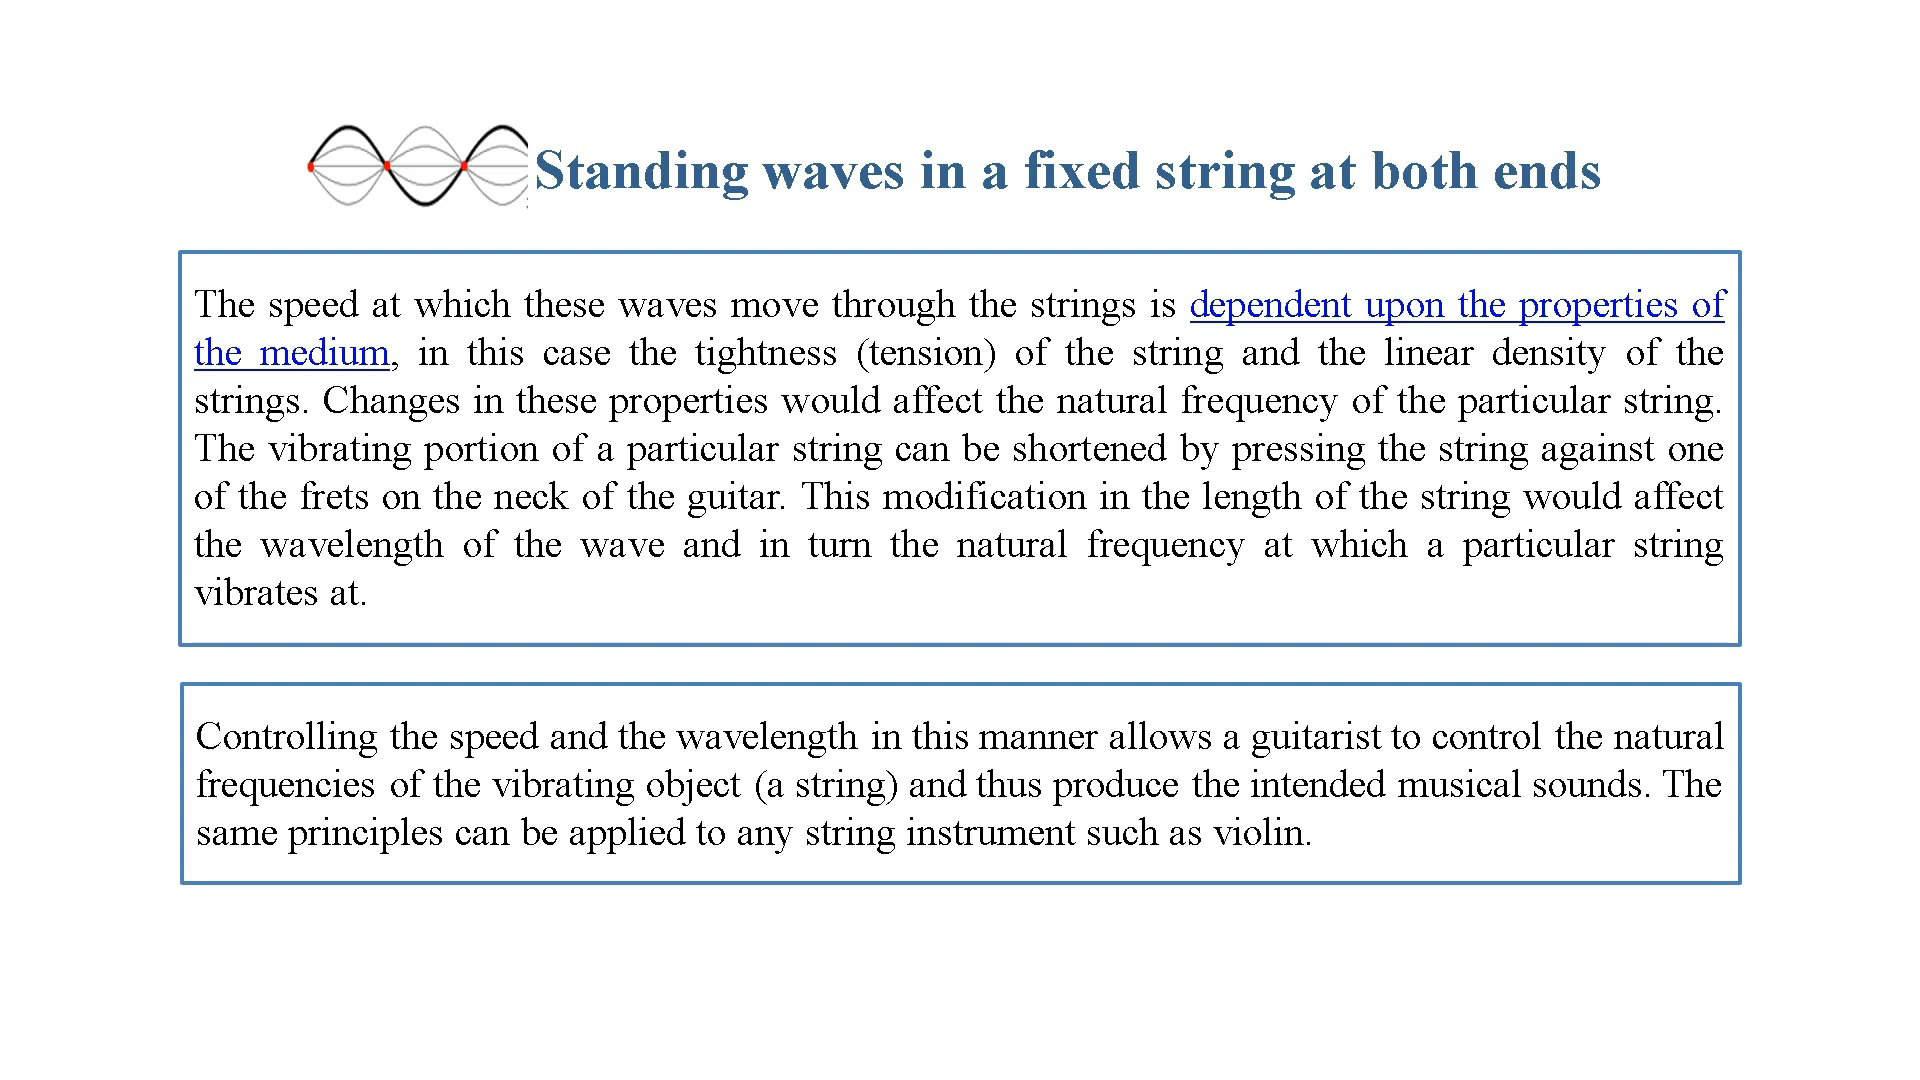 Standing waves in a fixed string at both ends
The speed at which these waves move through the strings is dependent upon the properties of
the medium, in this case the tightness (tension) of the string and the linear density of the
strings. Changes in these properties would affect the natural frequency of the particular string.
The vibrating portion of a particular string can be shortened by pressing the string against one
of the frets on the neck of the guitar. This modification in the length of the string would affect
the wavelength of the wave and in turn the natural frequency at which a particular string
vibrates at.
Controlling the speed and the wavelength in this manner allows a guitarist to control the natural
frequencies of the vibrating object (a string) and thus produce the intended musical sounds. The
same principles can be applied to any string instrument such as violin.